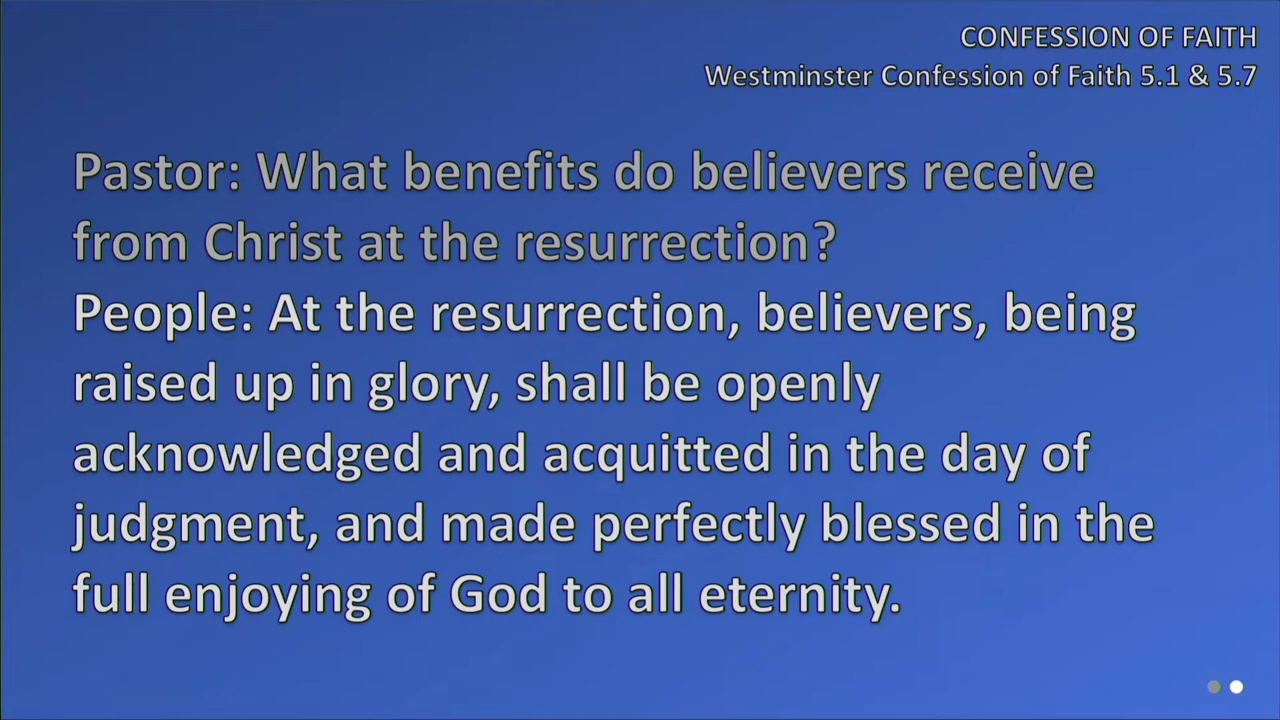 CONFESSION OF FAITH
Westminster Confession of Faith 5.1 & 5.7
Pastor: What benefits do believers receive
from Christ at the resurrection?
People: At the resurrection, believers, being
raised up in glory, shall be openly
acknowledged and acquitted in the day of
judgment, and made perfectly blessed in the
full enjoying of God to all eternity.